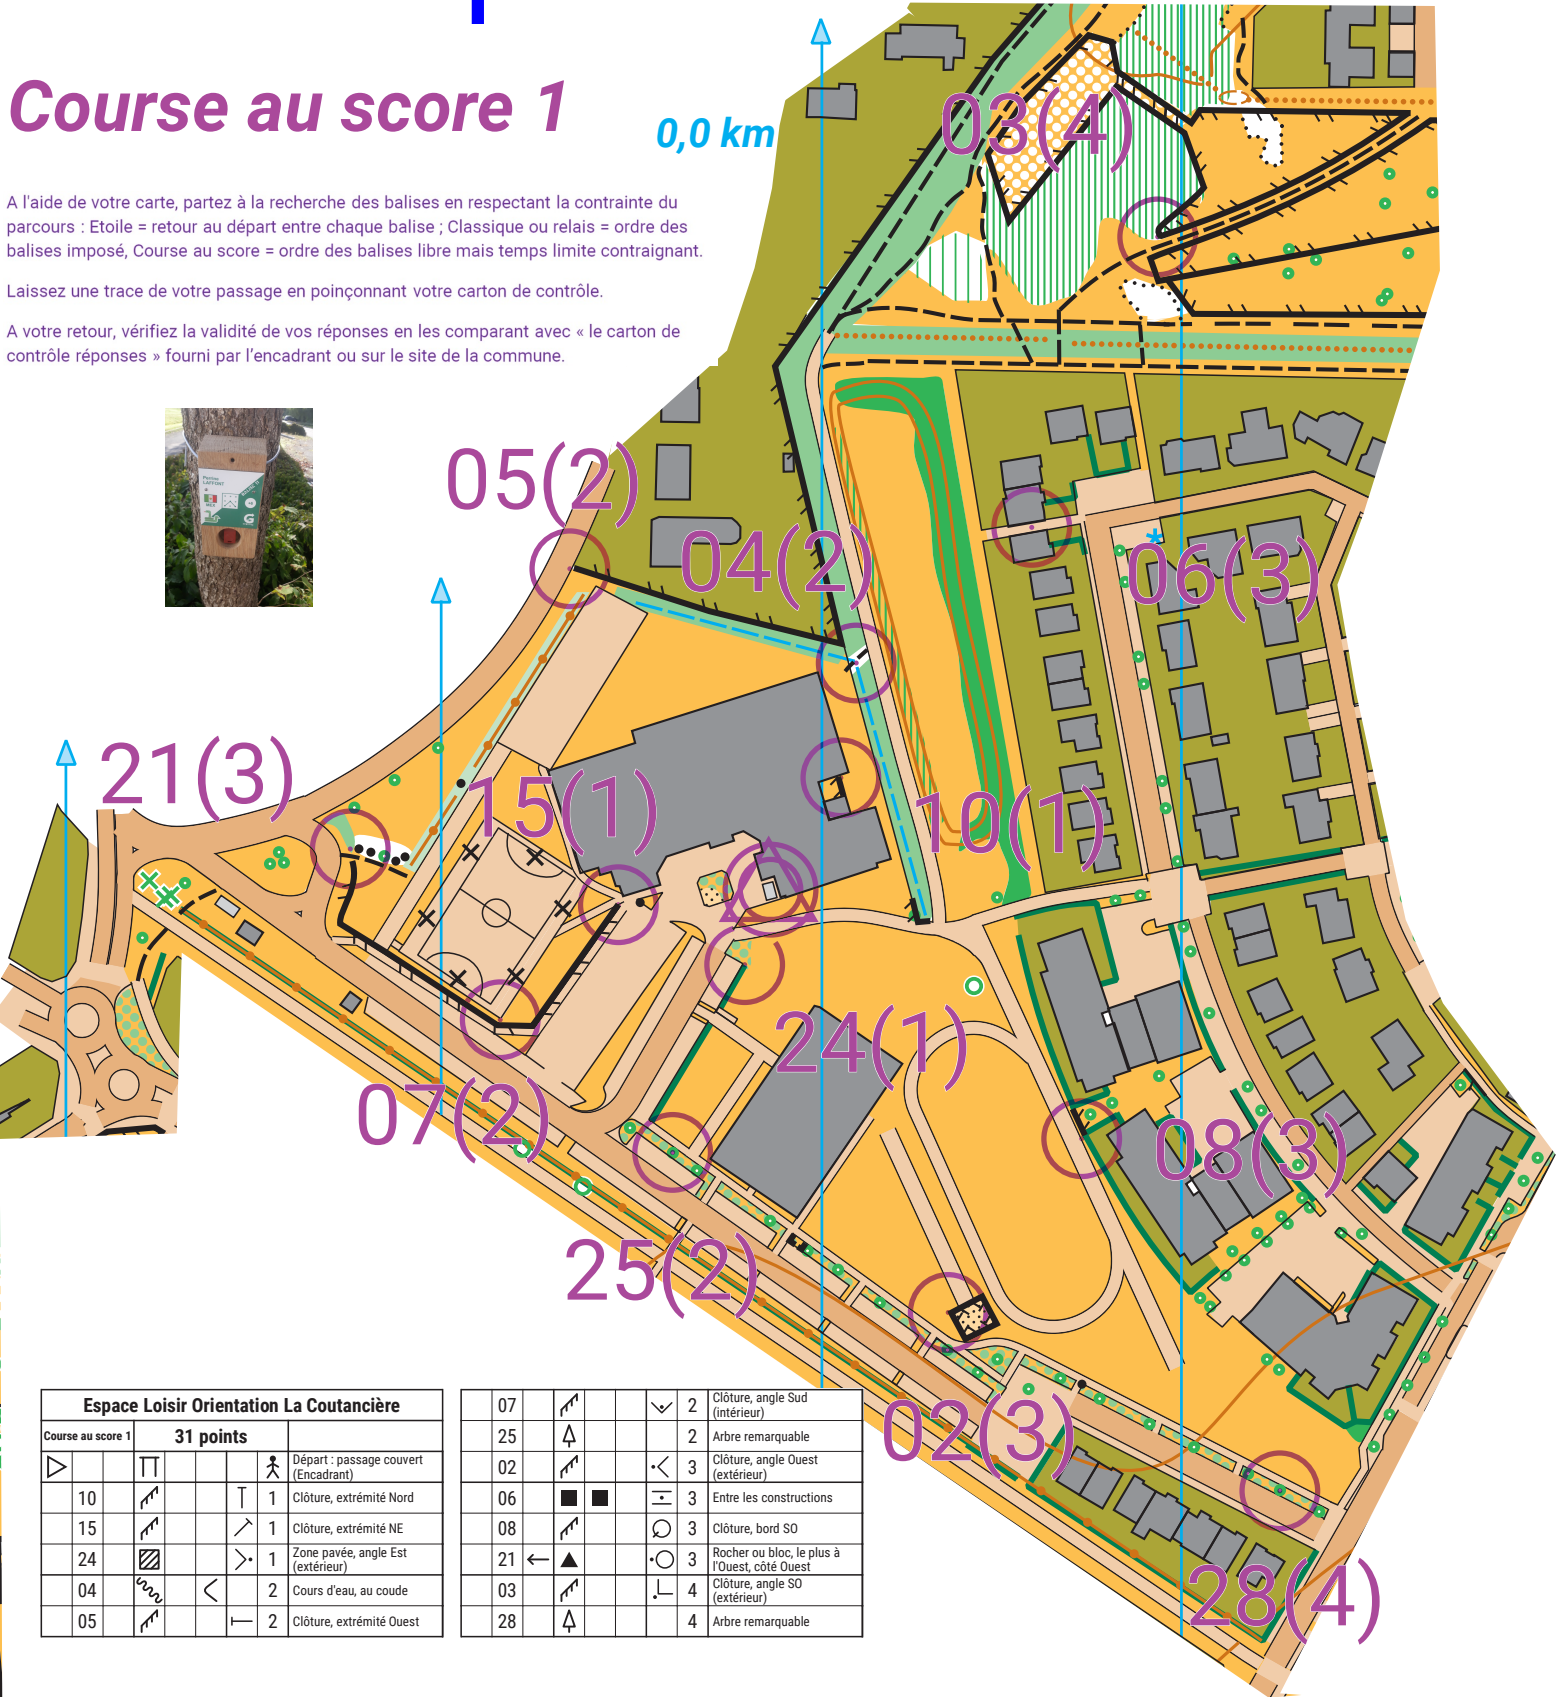 Course au score 1
0,0 km
A l'aide de votre carte, partez à la recherche des balises en respectant la contrainte du
parcours : Etoile = retour au départ entre chaque balise ; Classique ou relais = ordre des
balises imposé, Course au score = ordre des balises libre mais temps limite contraignant.
Laissez une trace de votre passage en poinçonnant votre carton de contrôle.
A votre retour, vérifiez la validité de vos réponses en les comparant avec « le carton de
contrôle réponses » fourni par l'encadrant ou sur le site de la commune.
03(4)
05(2)
04(2)
06(3)
21(3)
15(1)
10(1)
24(1)
07(2)
08(3)
25(2)
02(3)
28(4)
Espace Loisir Orientation La Coutancière
Course au score 1 31 points
Départ : passage couvert
(Encadrant)
10 1 Clôture, extrémité Nord
15 1 Clôture, extrémité NE
24 1 Zone pavée, angle Est
(extérieur)
04 2 Cours d'eau, au coude
05 2 Clôture, extrémité Ouest
07 2 Clôture, angle Sud
(intérieur)
25 2 Arbre remarquable
02 3 Clôture, angle Ouest
(extérieur)
06 3 Entre les constructions
08 3 Clôture, bord SO
21 3 Rocher ou bloc, le plus à
l'Ouest, côté Ouest
03 4 Clôture, angle SO
(extérieur)
28 4 Arbre remarquable